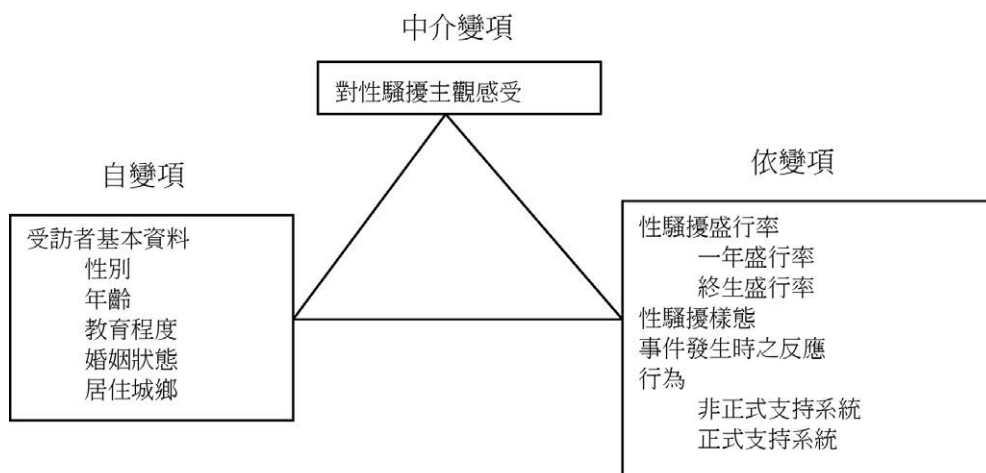 中介變項
對性騷擾主觀感受
自變項
受訪者基本資料
性別
年齡
教育程度
婚姻狀態
居住城鄉
依變項
性騷擾盛行率
一年盛行率
終生盛行率
性騷擾樣態
事件發生時之反應
行為
非正式支持系統
正式支持系統